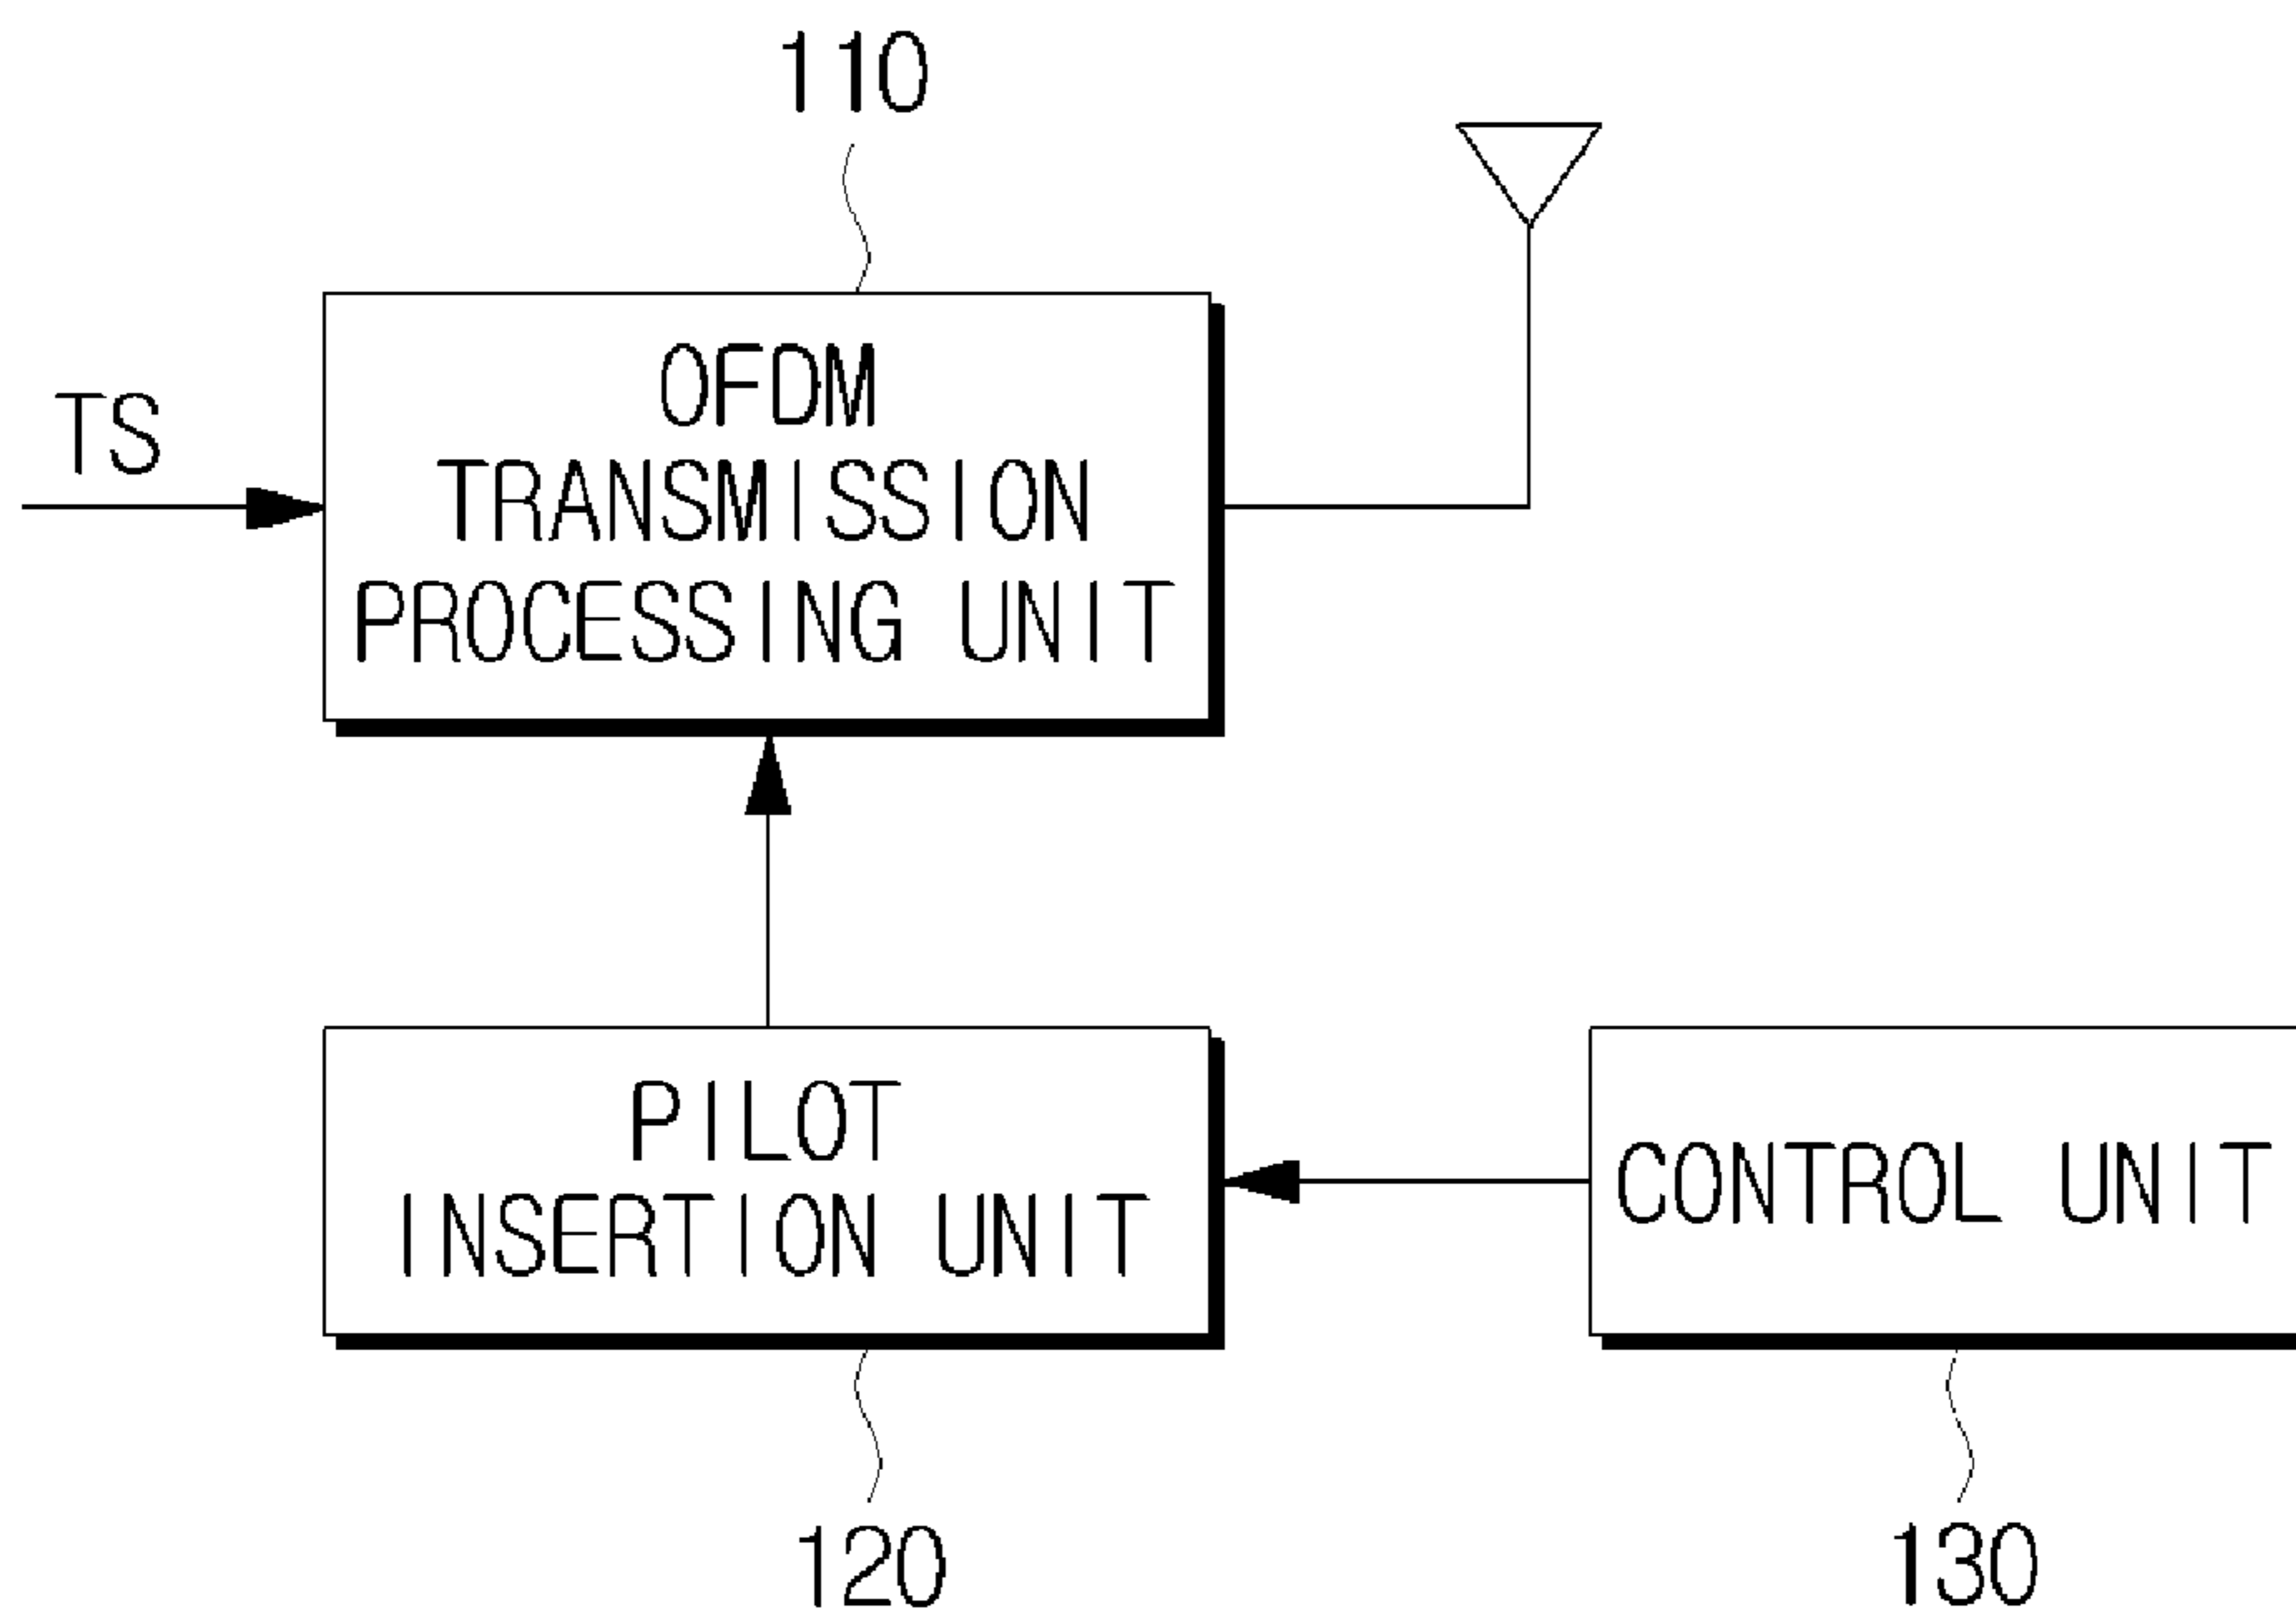 110
TS
OFDM
TRANSMISSION
PROCESSING UNIT
PILOT
INSERTION UNIT
CONTROL UNIT
120
130